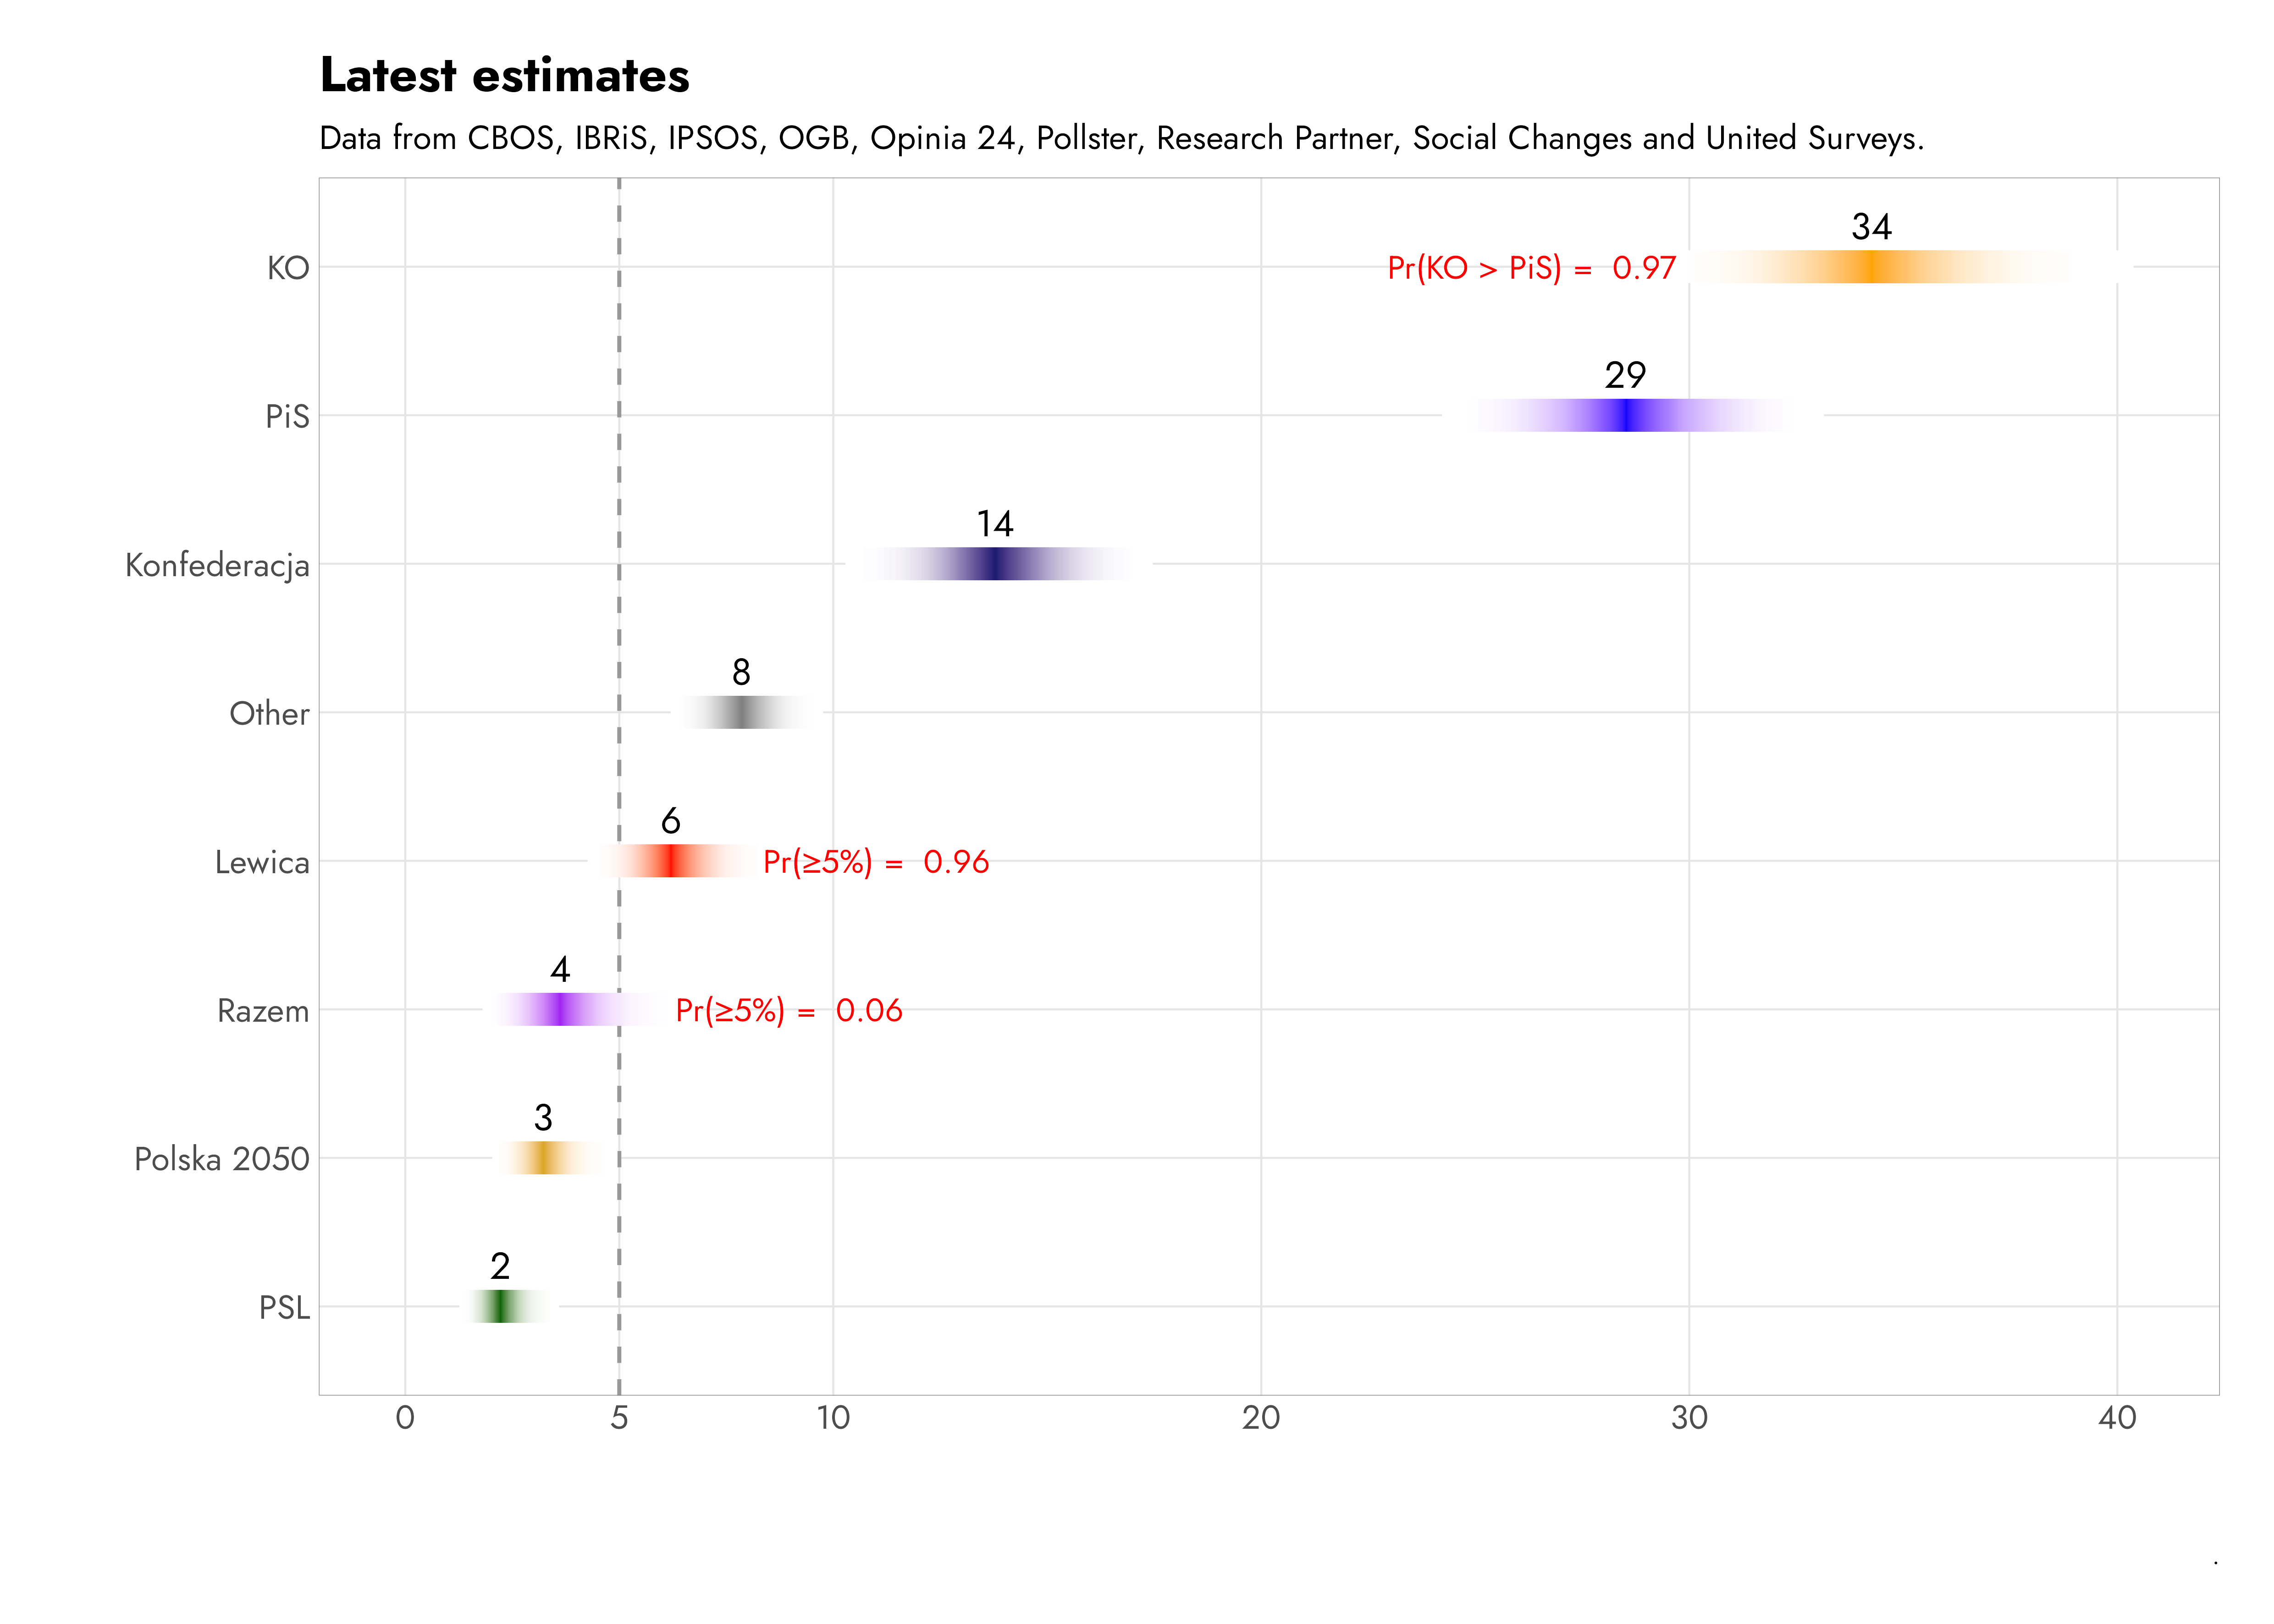 Latest estimates
Data from CBOS, IBRiS, IPSOS, OGB, Opinia 24, Pollster, Research Partner, Social Changes and United Surveys.
34
KO
Pr(KO > PiS) = 0.97
29
PiS
14
Konfederacja
8
Other
6
Lewica
Pr(≥5%) = 0.96
4
Razem
Pr(≥5%) = 0.06
3
Polska 2050
2
PSL
0 5 10 20 30 40
.